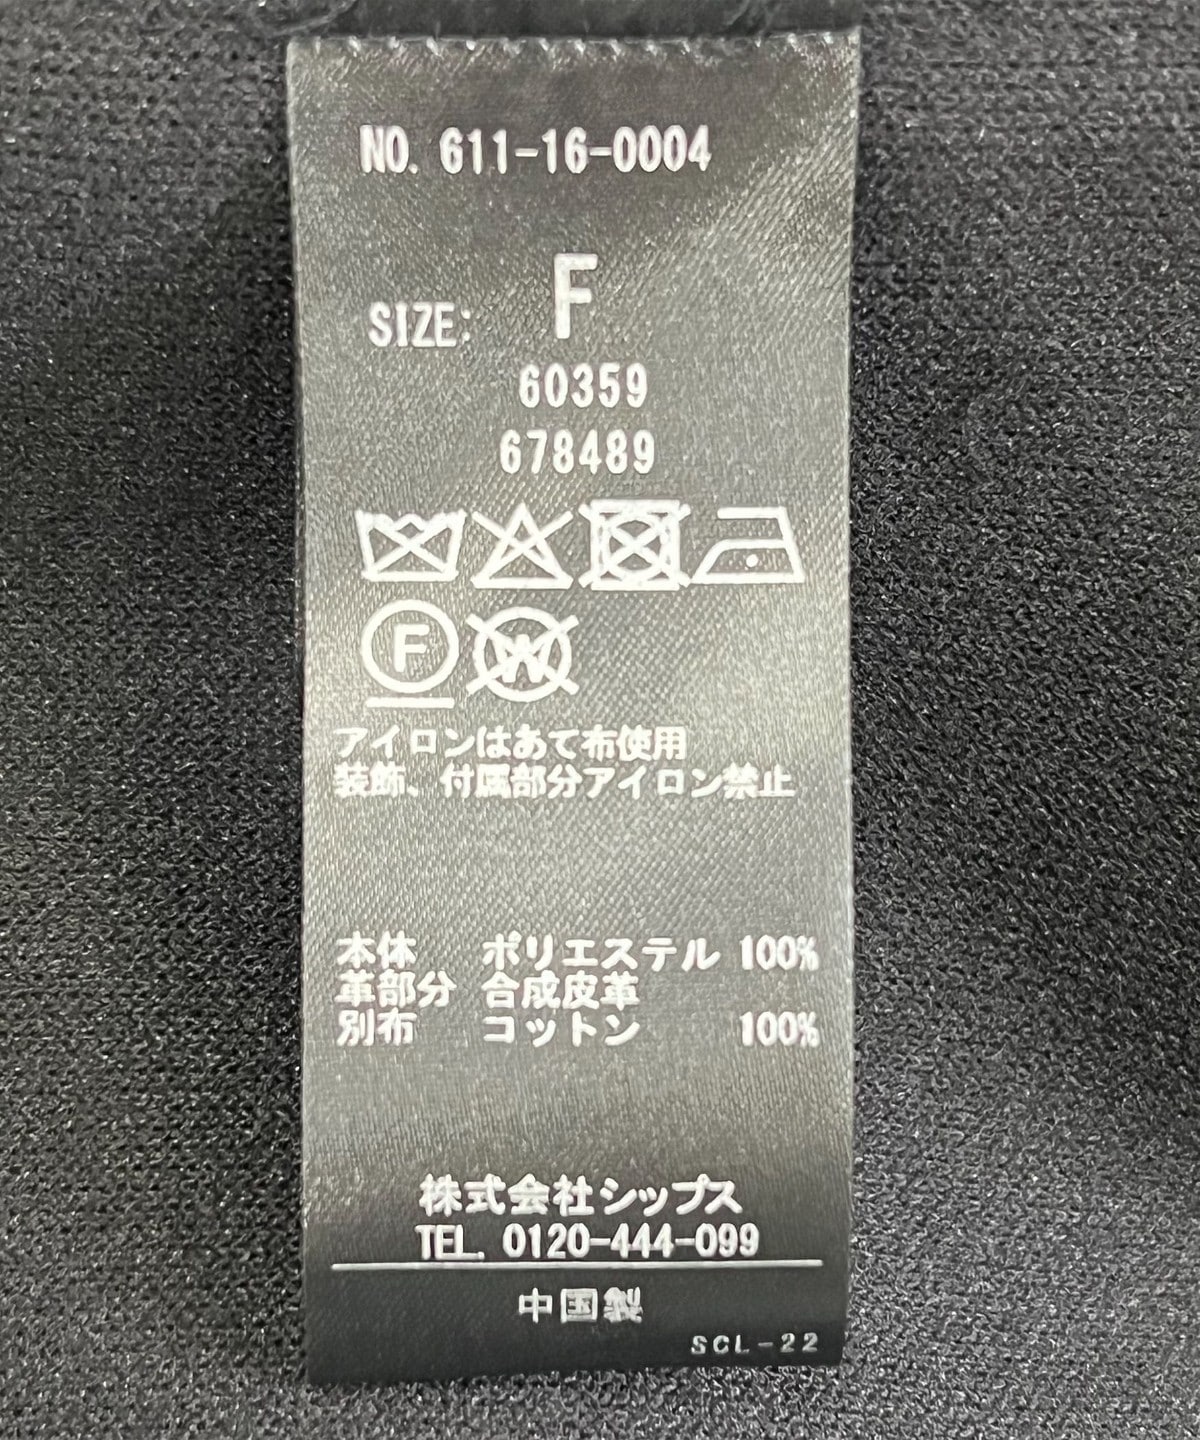 NO. 611-16-0004
SIZE: F
60359
678489
F W
アイロンはあて布使用
装飾、付属部分アイロン禁止
本体 ポリエステル 100%
革部分 合成皮革
別布 コットン 100%
株式会社シップス
TEL. 0120-444-099
中国製
SCL-22